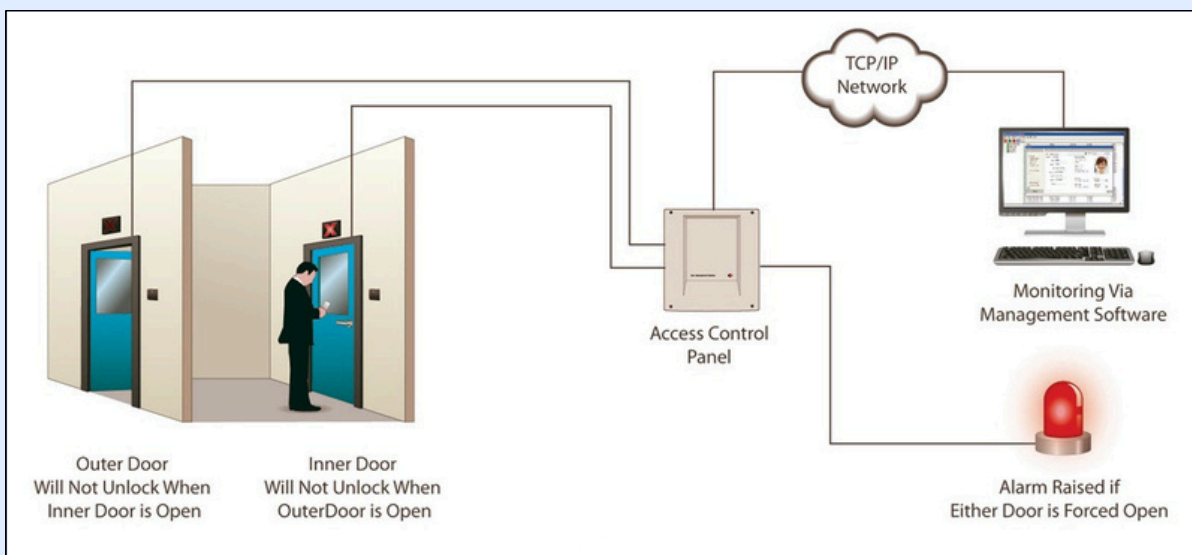 TCP/IP
Network
Access Control
Panel
Monitoring Via
Management Software
Outer Door
Will Not Unlock When
Inner Door is Open
Inner Door
Will Not Unlock When
OuterDoor is Open
Alarm Raised if
Either Door is Forced Open